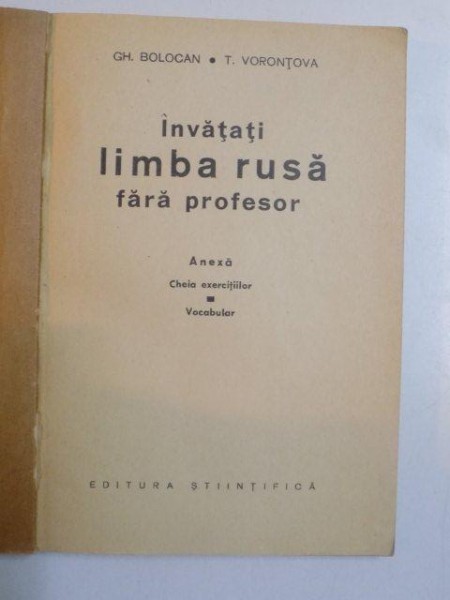 GH. BOLOCAN • T. VORONȚOVA
Învățați
limba rusă
fără profesor
Anexă
Cheia exercițiilor
Vocabular
EDITURA ȘTIINȚIFICĂ